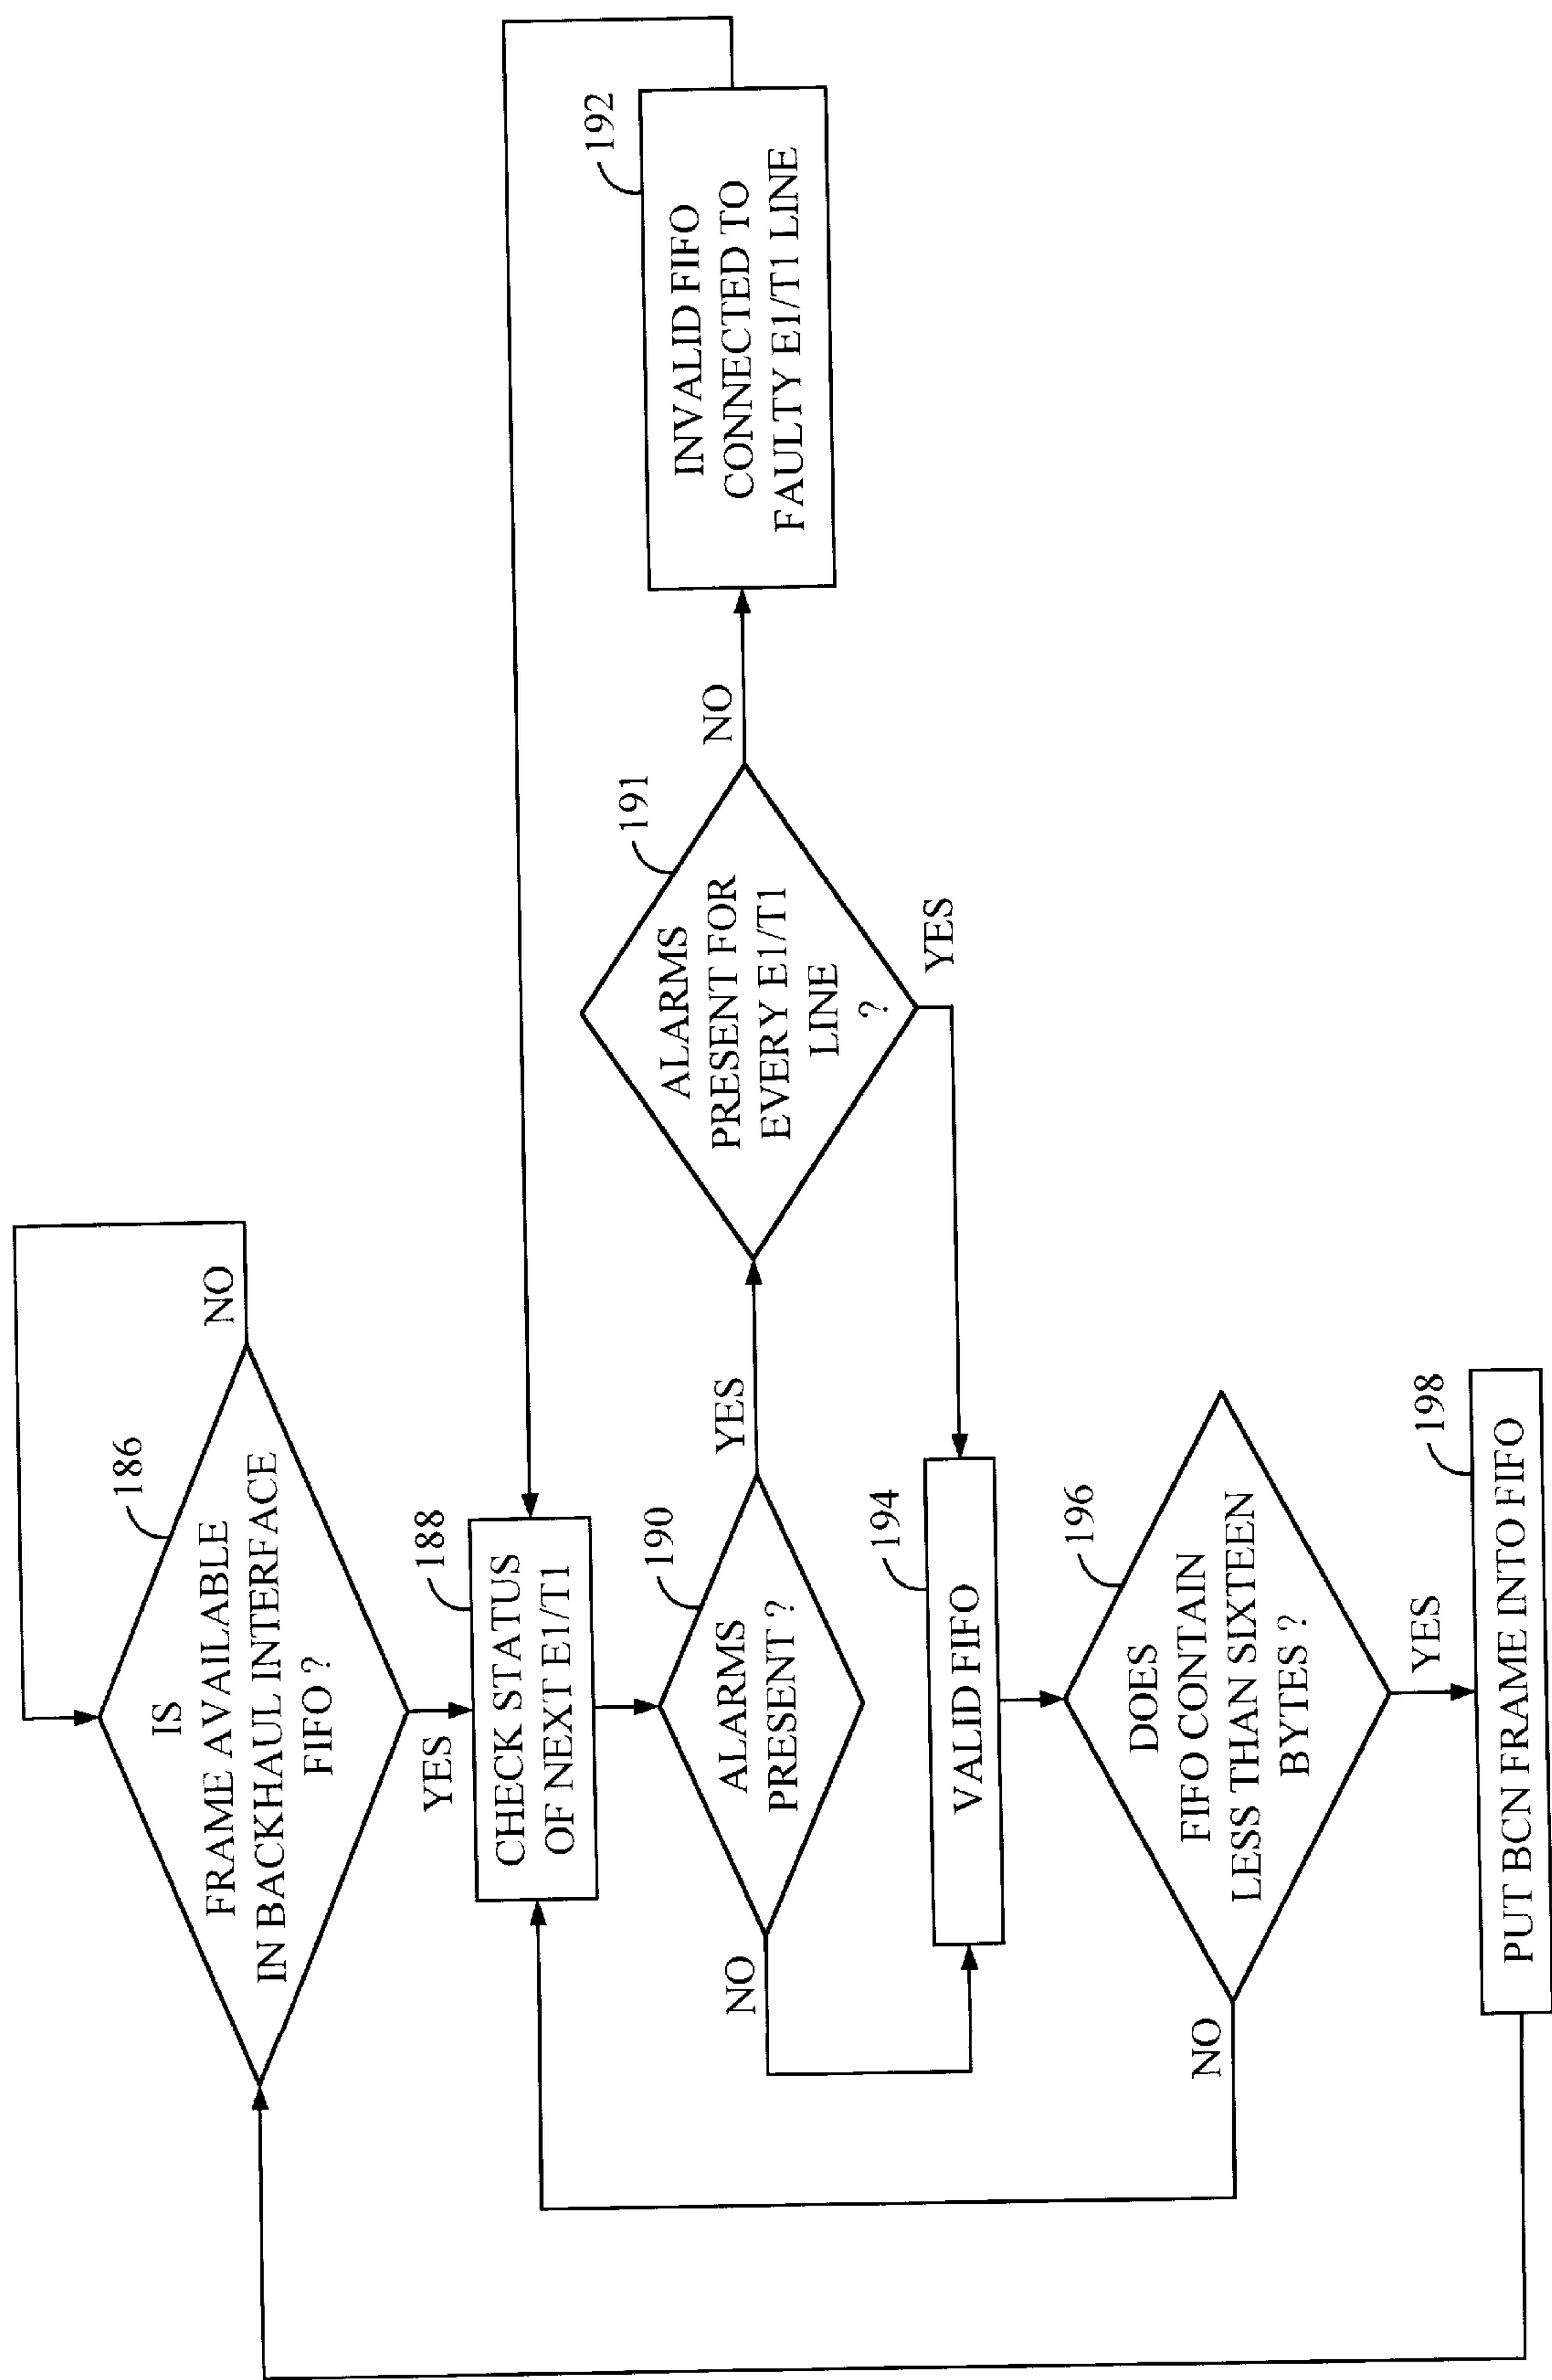 186
IS
FRAME AVAILABLE
IN BACKHAUL INTERFACE
FIFO ?
NO
YES
188
CHECK STATUS
OF NEXT E1/T1
190
ALARMS
PRESENT ?
YES
NO
191
ALARMS
PRESENT FOR
EVERY E1/T1
LINE
?
NO
YES
192
INVALID FIFO
CONNECTED TO
FAULTY E1/T1 LINE
194
VALID FIFO
196
DOES
FIFO CONTAIN
LESS THAN SIXTEEN
BYTES ?
NO
YES
198
PUT BCN FRAME INTO FIFO